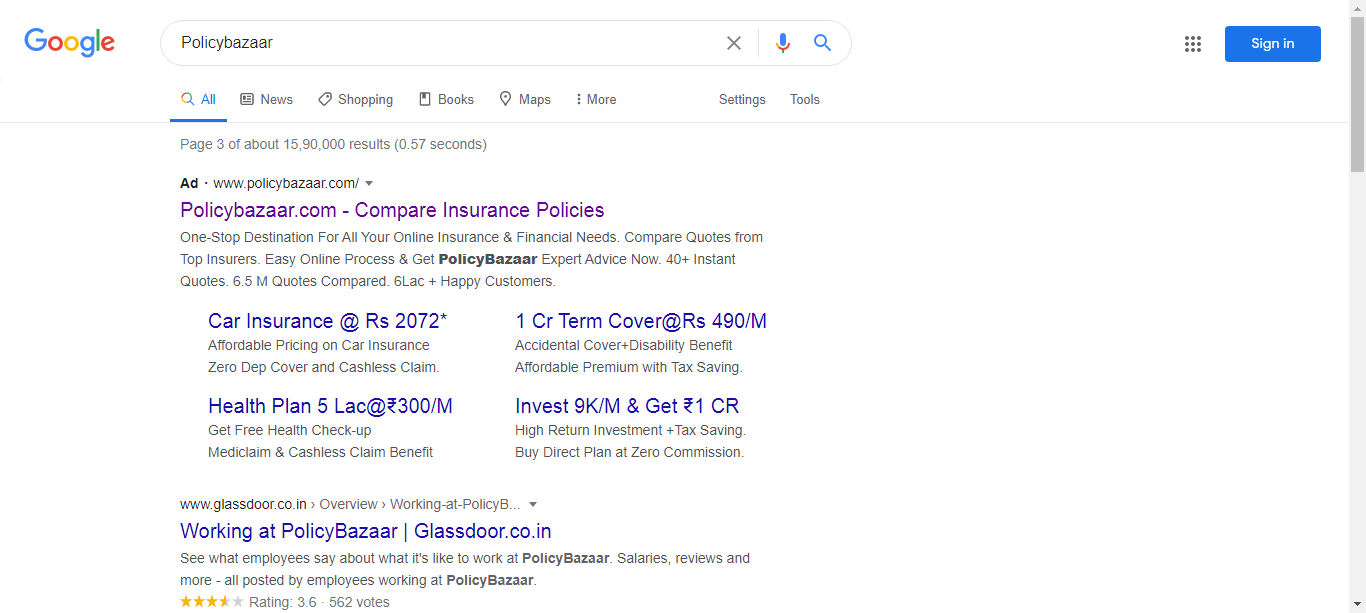 Google
Policybazaar
Sign in
All News Shopping Books Maps More Settings Tools
Page 3 of about 15,90,000 results (0.57 seconds)
Ad · www.policybazaar.com/
Policybazaar.com - Compare Insurance Policies
One-Stop Destination For All Your Online Insurance & Financial Needs. Compare Quotes from
Top Insurers. Easy Online Process & Get PolicyBazaar Expert Advice Now. 40+ Instant
Quotes. 6.5 M Quotes Compared. 6Lac + Happy Customers.
Car Insurance @ Rs 2072*
Affordable Pricing on Car Insurance
Zero Dep Cover and Cashless Claim.
1 Cr Term Cover@Rs 490/M
Accidental Cover+Disability Benefit
Affordable Premium with Tax Saving.
Health Plan 5 Lac@₹300/M
Get Free Health Check-up
Mediclaim & Cashless Claim Benefit
Invest 9K/M & Get ₹1 CR
High Return Investment +Tax Saving.
Buy Direct Plan at Zero Commission.
www.glassdoor.co.in › Overview › Working-at-PolicyB...
Working at PolicyBazaar | Glassdoor.co.in
See what employees say about what it's like to work at PolicyBazaar. Salaries, reviews and
more - all posted by employees working at PolicyBazaar.
Rating: 3.6 · 562 votes